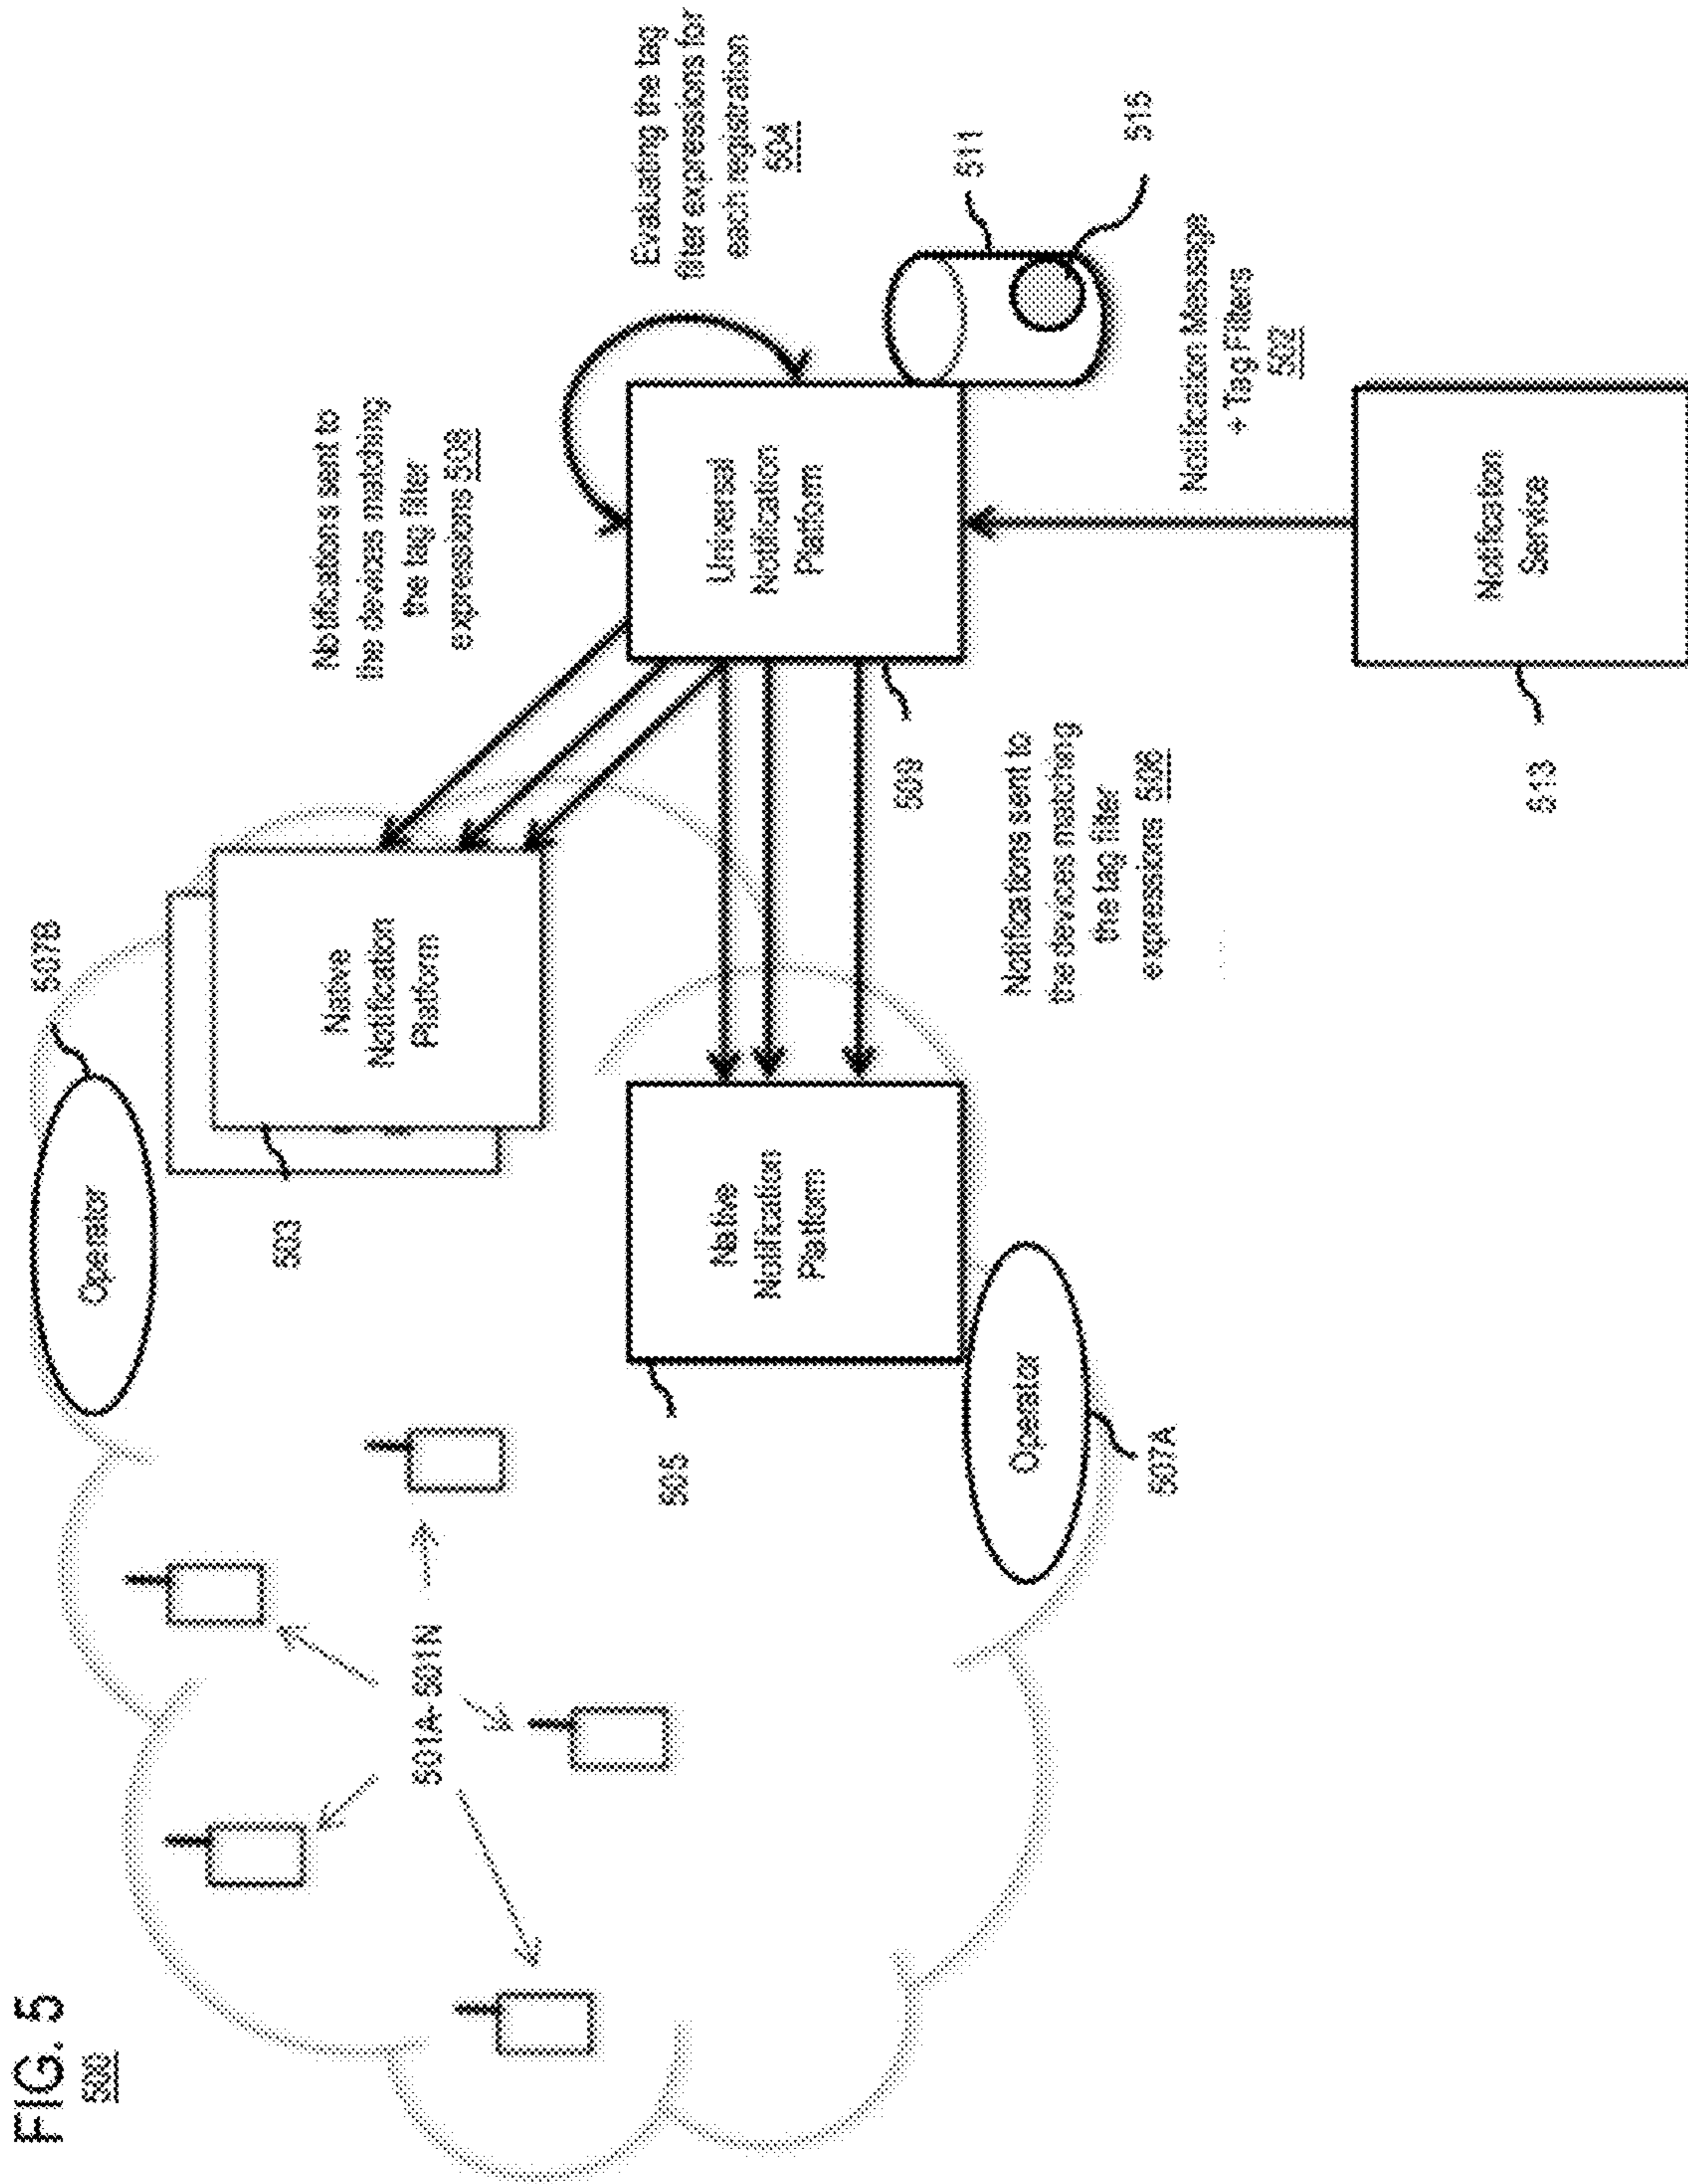 FIG. 5
500
501A-501N
Operator
507B
Native
Notification
Platform
503
Notifications sent to
the devices matching
the tag filter
expressions 508
Evaluating the tag
filter expressions for
each registration
504
Universal
Notification
Platform
509
511
515
Native
Notification
Platform
505
Operator
507A
Notifications sent to
the devices matching
the tag filter
expressions 506
Notification Message
+ Tag Filters
502
Notification
Service
513